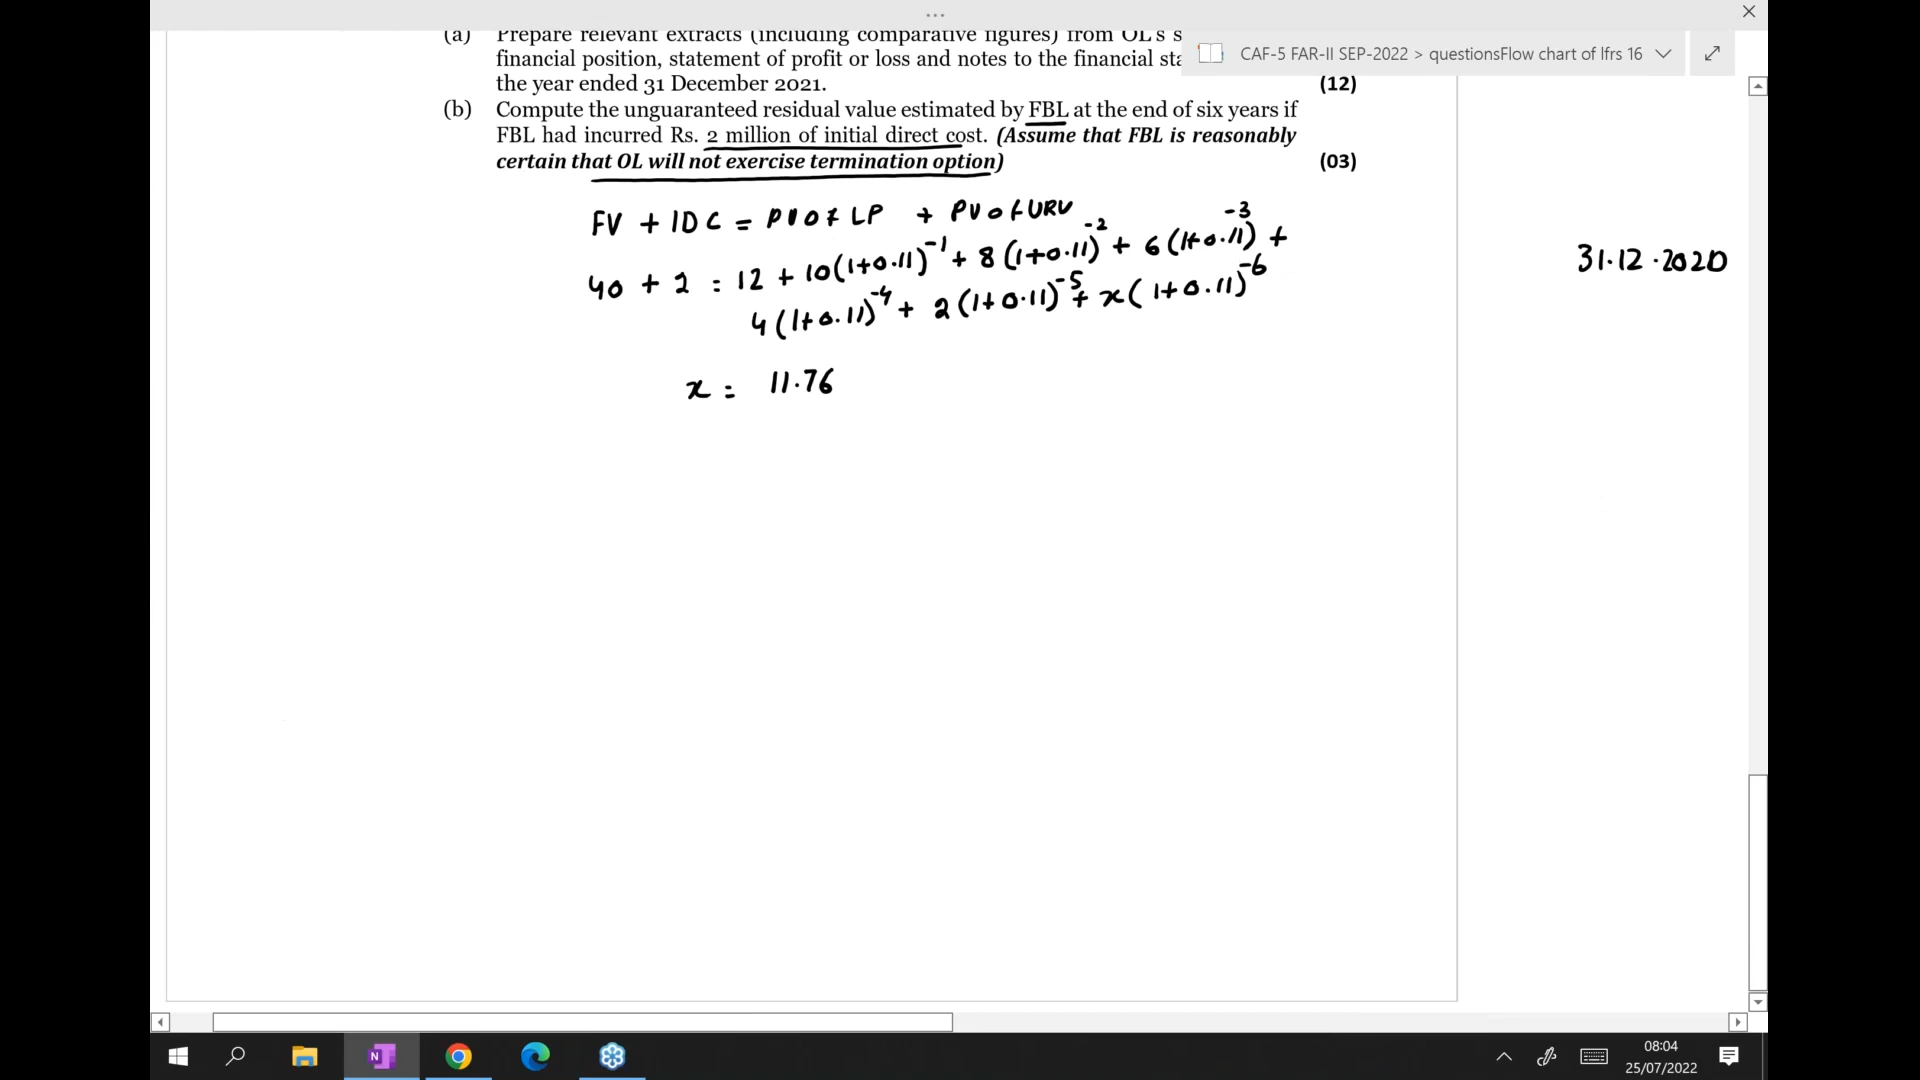 ...
(a) Prepare relevant extracts (including comparative figures) from OL's s
financial position, statement of profit or loss and notes to the financial sta
the year ended 31 December 2021. (12)
CAF-5 FAR-II SEP-2022 > questionsFlow chart of Ifrs 16
(b) Compute the unguaranteed residual value estimated by FBL at the end of six years if
FBL had incurred Rs. 2 million of initial direct cost. (Assume that FBL is reasonably
certain that OL will not exercise termination option) (03)
FV + IDC = PV of LP + PV of URV
40 + 2 = 12 + 10(1+0.11)^-1 + 8(1+0.11)^-2 + 6(1+0.11)^-3 +
4(1+0.11)^-4 + 2(1+0.11)^-5 + x(1+0.11)^-6
x = 11.76
31.12.2020
08:04
25/07/2022